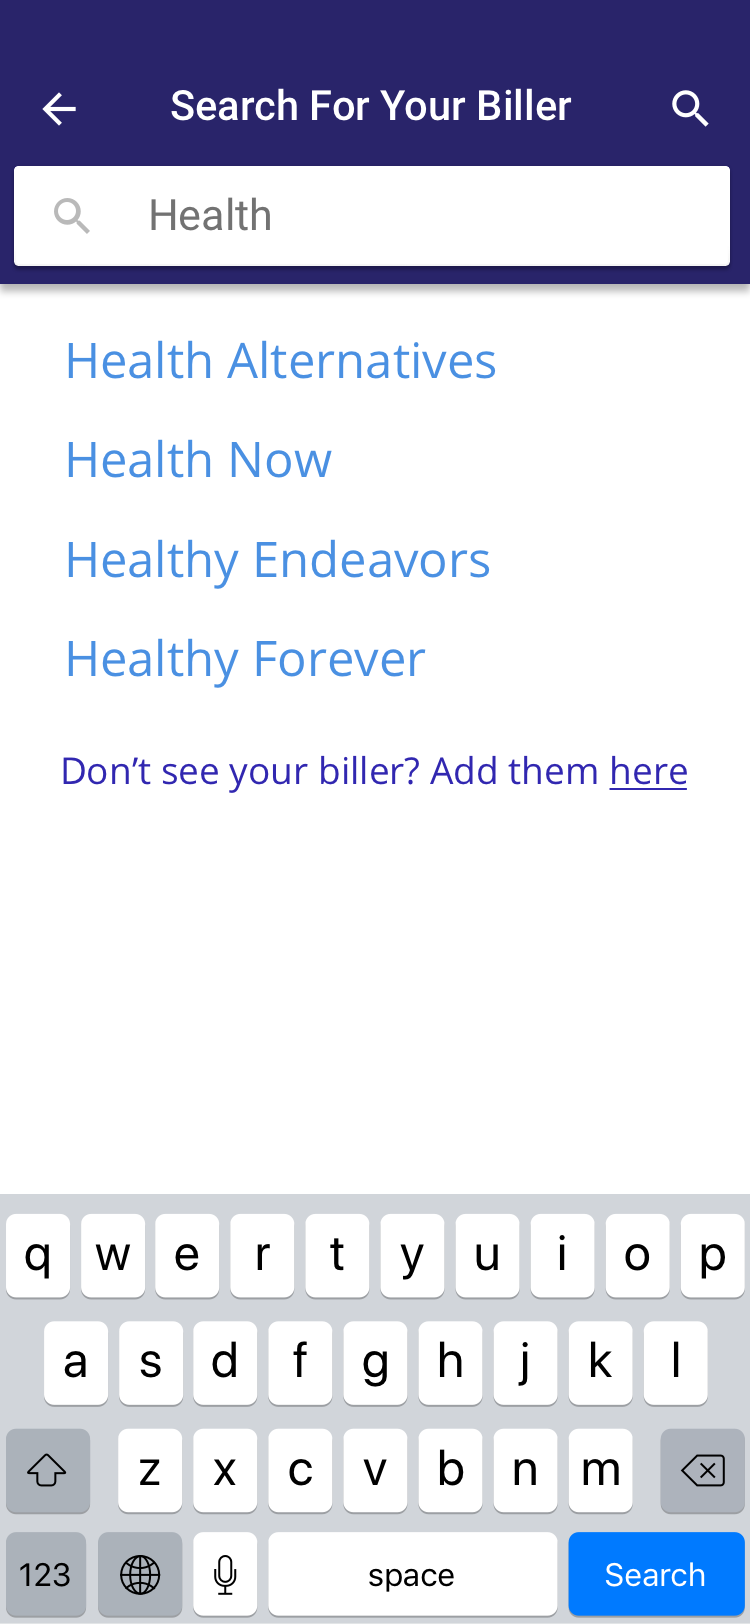 Search For Your Biller
Health
Health Alternatives
Health Now
Healthy Endeavors
Healthy Forever
Don’t see your biller? Add them here
q w e r t y u i o p
a s d f g h j k l
z x c v b n m
123 space Search